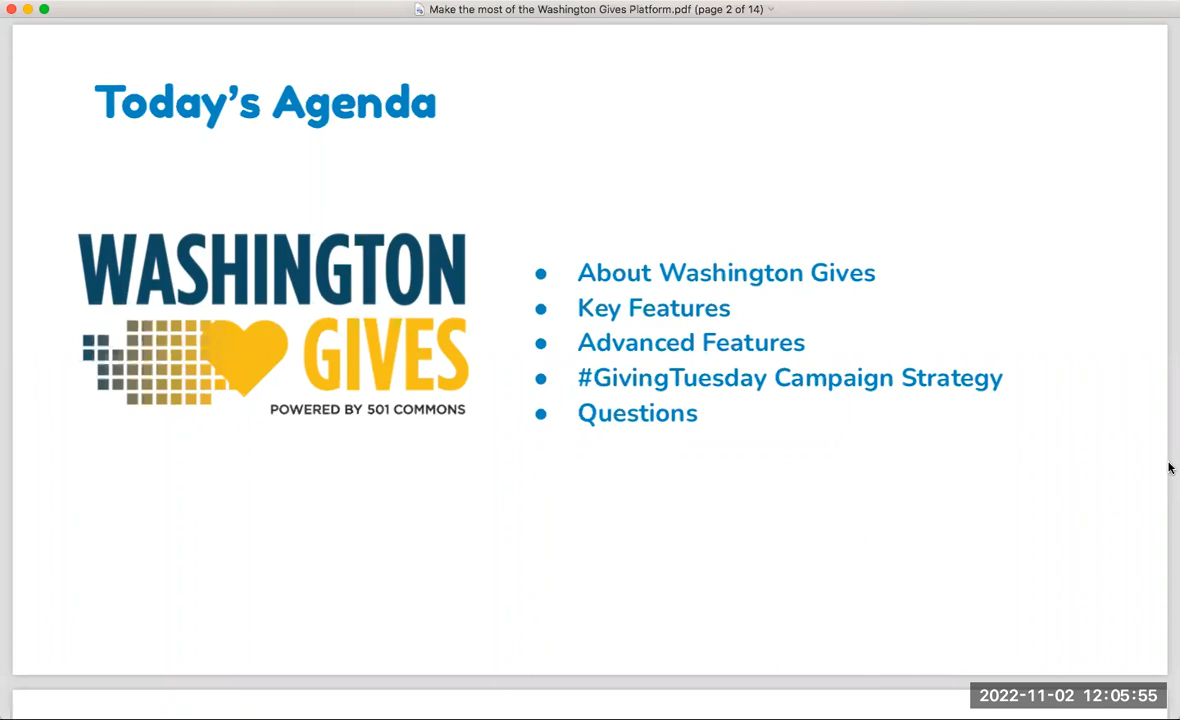 Make the most of the Washington Gives Platform.pdf (page 2 of 14)
Today's Agenda
WASHINGTON
GIVES
POWERED BY 501 COMMONS
● About Washington Gives
● Key Features
● Advanced Features
● #GivingTuesday Campaign Strategy
● Questions
2022-11-02 12:05:55